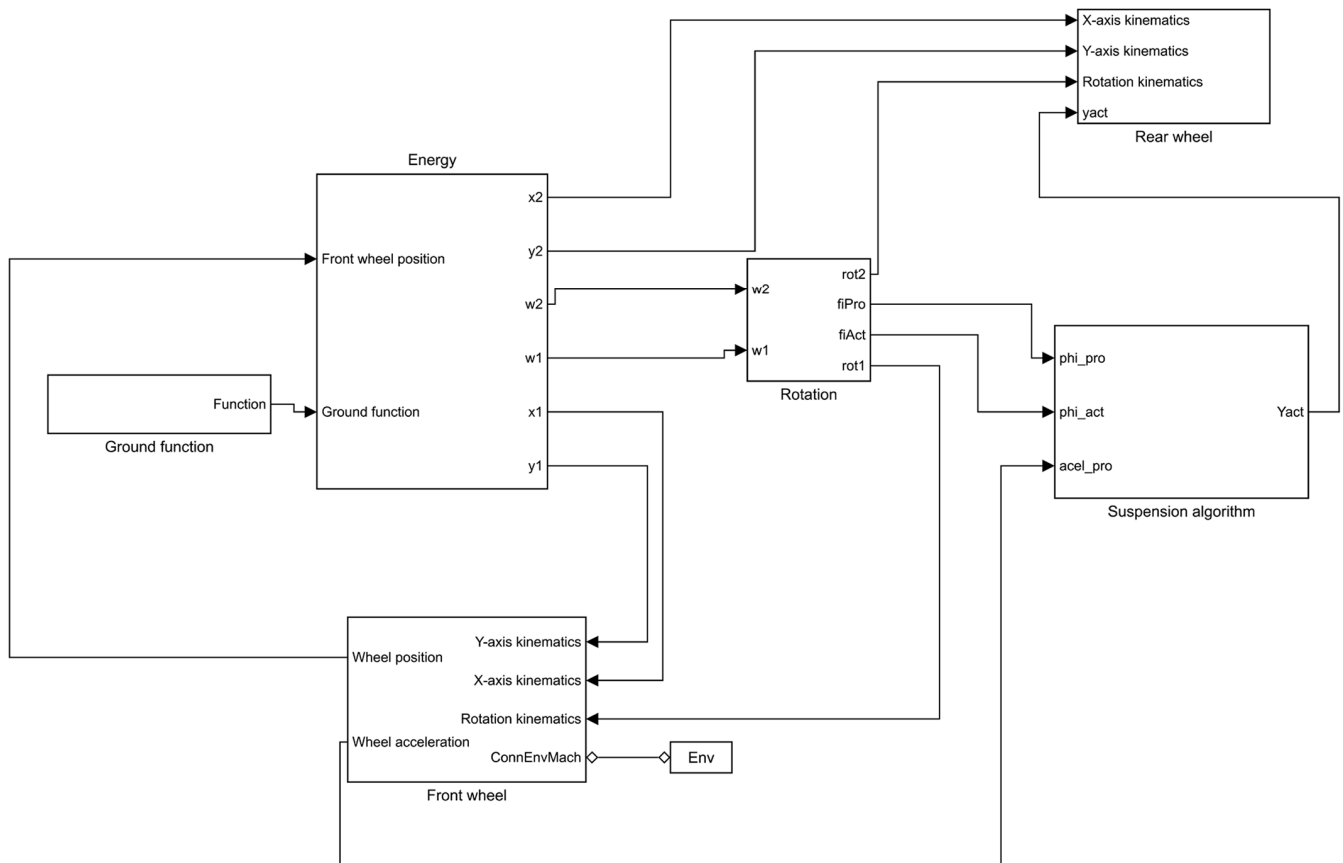 X-axis kinematics
Y-axis kinematics
Rotation kinematics
yact
Rear wheel
Energy
x2
Front wheel position
y2
w2
w1
Ground function
x1
y1
Function
Ground function
rot2
w2
fiPro
fiAct
w1
rot1
Rotation
phi_pro
phi_act
Yact
acel_pro
Suspension algorithm
Y-axis kinematics
Wheel position
X-axis kinematics
Rotation kinematics
Wheel acceleration
ConnEnvMach
Env
Front wheel